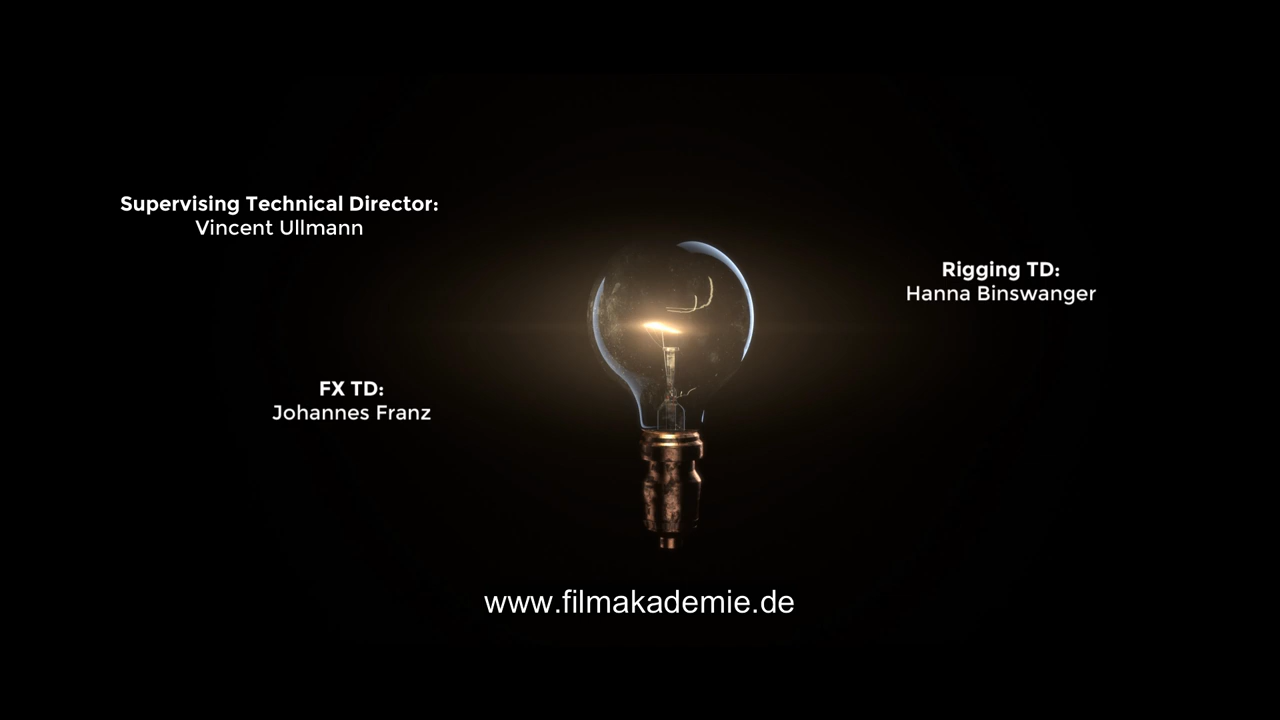 Supervising Technical Director:
Vincent Ullmann
Rigging TD:
Hanna Binswanger
FX TD:
Johannes Franz
www.filmakademie.de